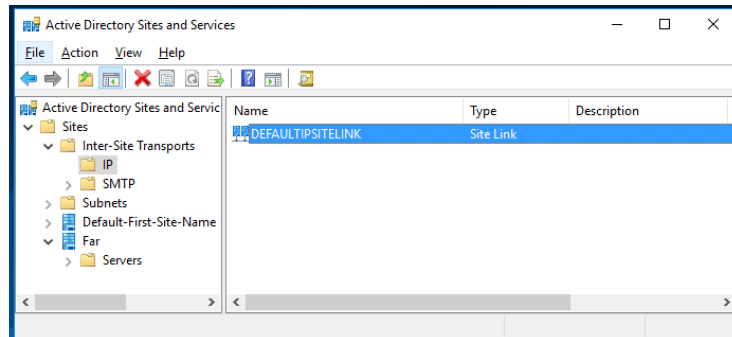 Active Directory Sites and Services
File Action View Help
Active Directory Sites and Servic
Sites
Inter-Site Transports
IP
SMTP
Subnets
Default-First-Site-Name
Far
Servers
Name Type Description
DEFAULTIPSITELINK Site Link